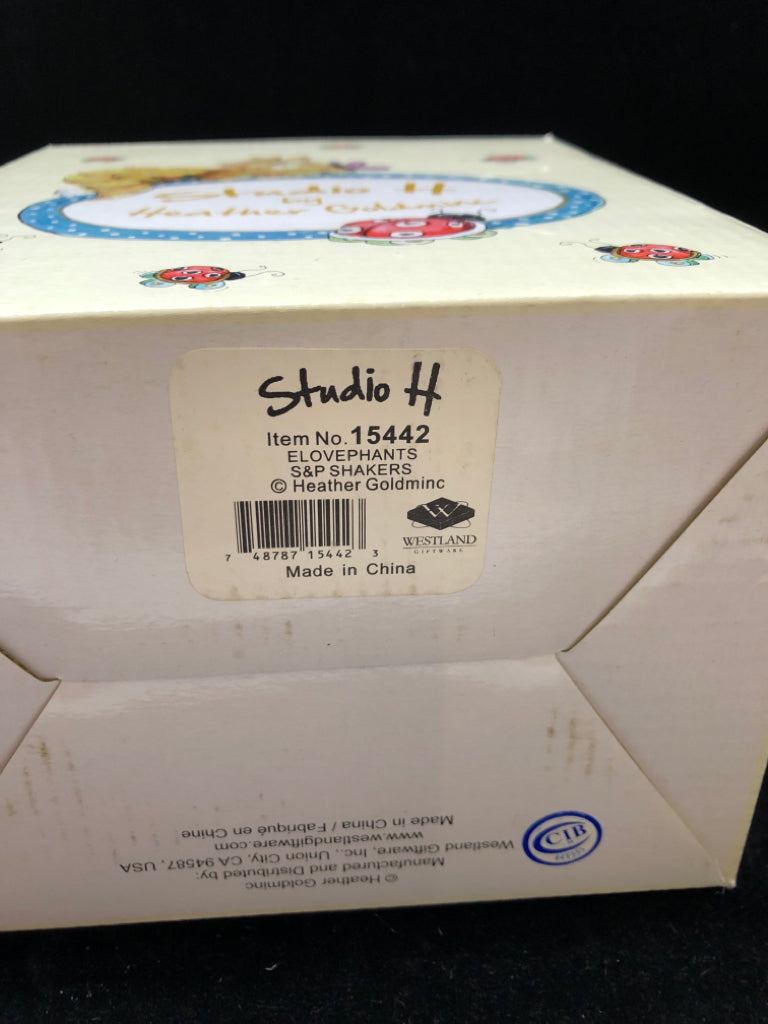 Studio H
by
Heather Goldminc
Studio H
Item No. 15442
ELOVEPHANTS
S&P SHAKERS
© Heather Goldminc
7 48787 15442 3
WESTLAND
GIFTWARE
Made in China
© Heather Goldminc
Manufactured and Distributed by:
Westland Giftware, Inc., Union City, CA 94587, USA
www.westlandgiftware.com
Made in China / Fabriqué en Chine
CIB